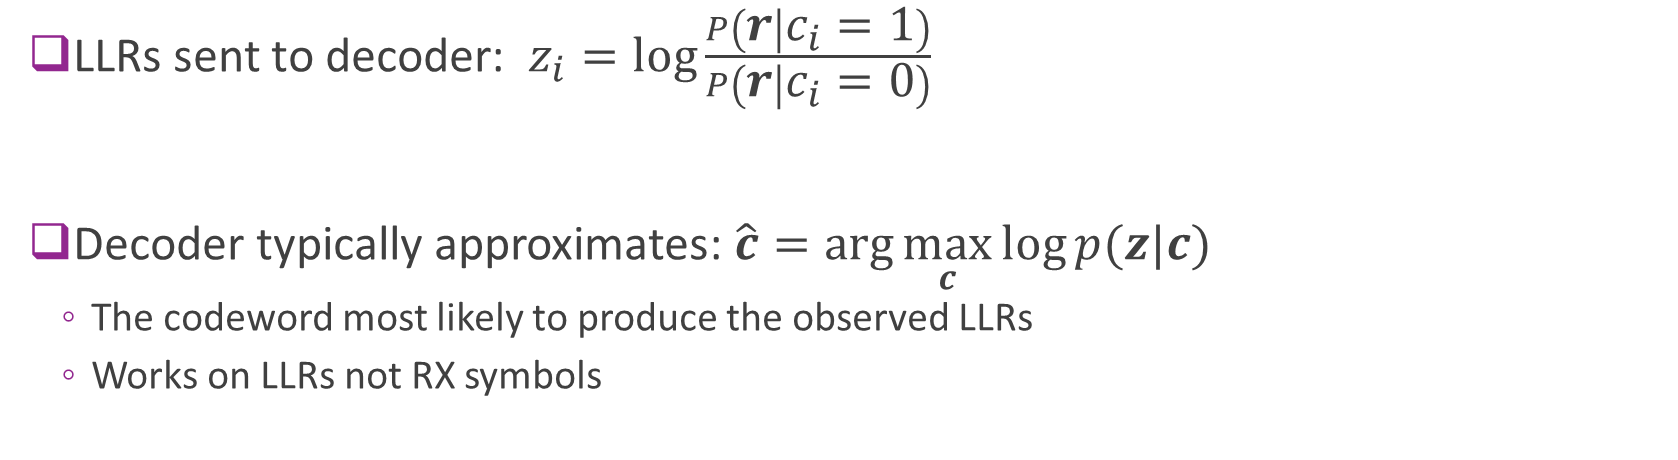 ❑LLRs sent to decoder: z_i = log P(r|c_i = 1) / P(r|c_i = 0)
❑Decoder typically approximates: ĉ = arg max_c log p(z|c)
◦ The codeword most likely to produce the observed LLRs
◦ Works on LLRs not RX symbols